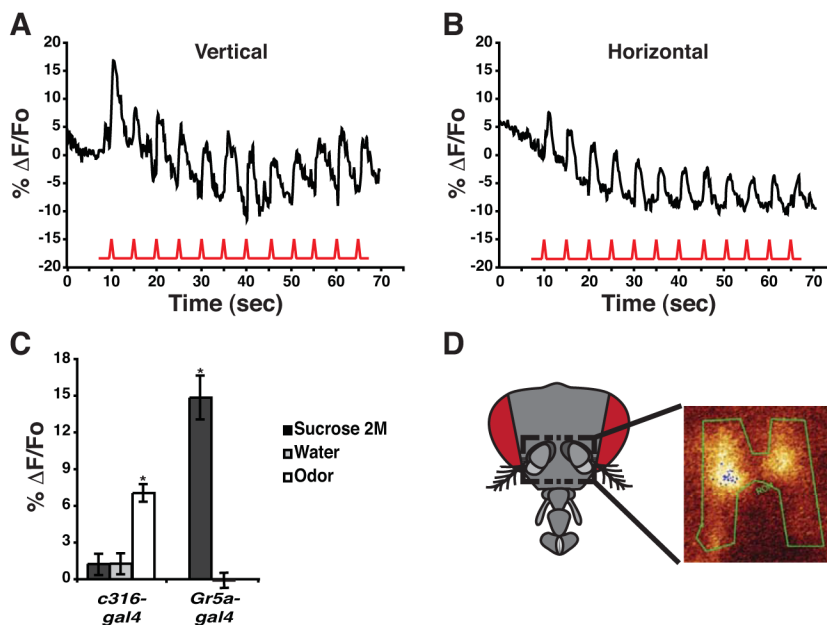 A
Vertical
20
15
10
5
0
-5
-10
-15
-20
% ΔF/Fo
0 10 20 30 40 50 60 70
Time (sec)
B
Horizontal
20
15
10
5
0
-5
-10
-15
-20
% ΔF/Fo
0 10 20 30 40 50 60 70
Time (sec)
C
18
15
12
9
6
3
0
% ΔF/Fo
*
*
Sucrose 2M
Water
Odor
c316-
gal4
Gr5a-
gal4
D